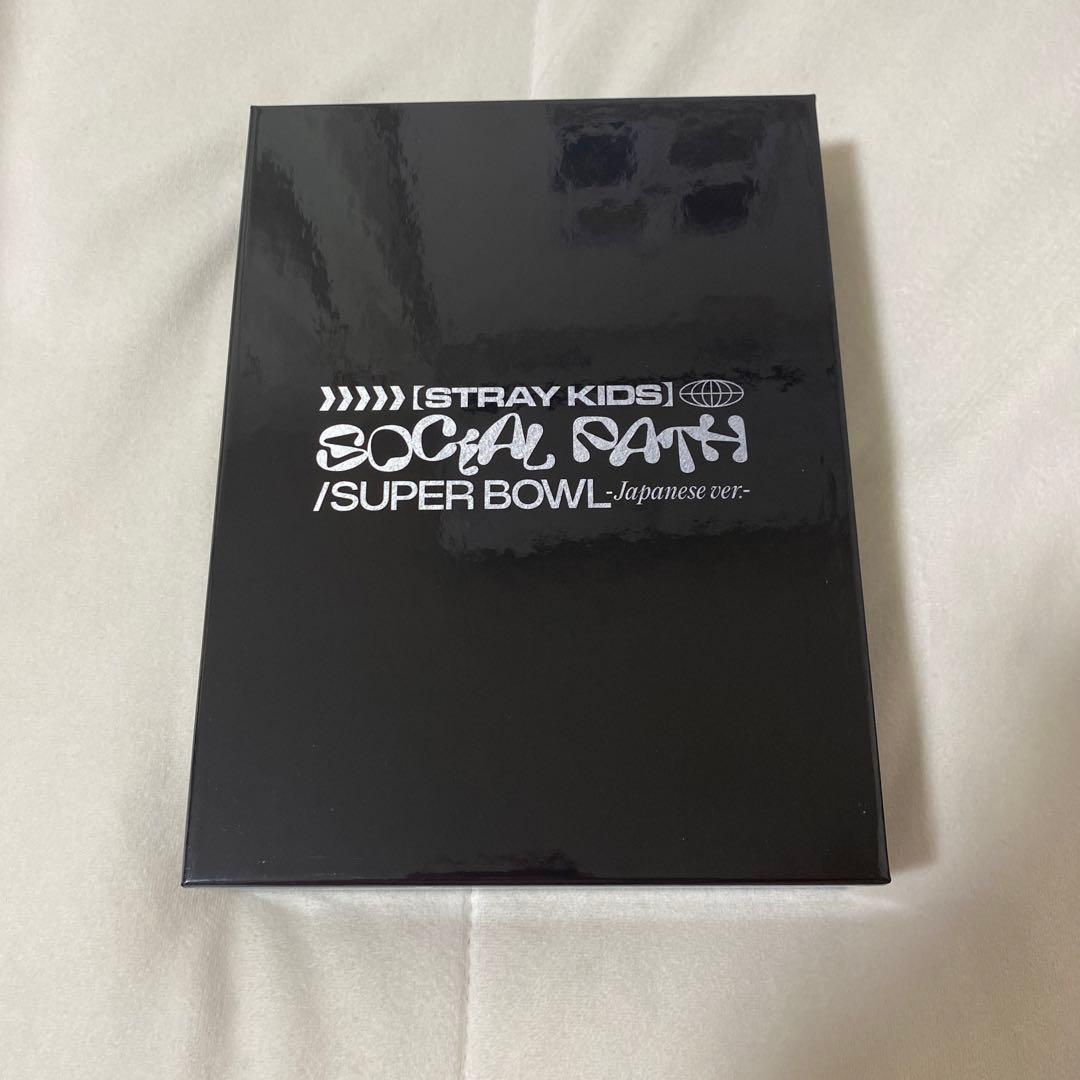 【STRAY KIDS】
SOCIAL PATH
/SUPER BOWL -Japanese ver.-